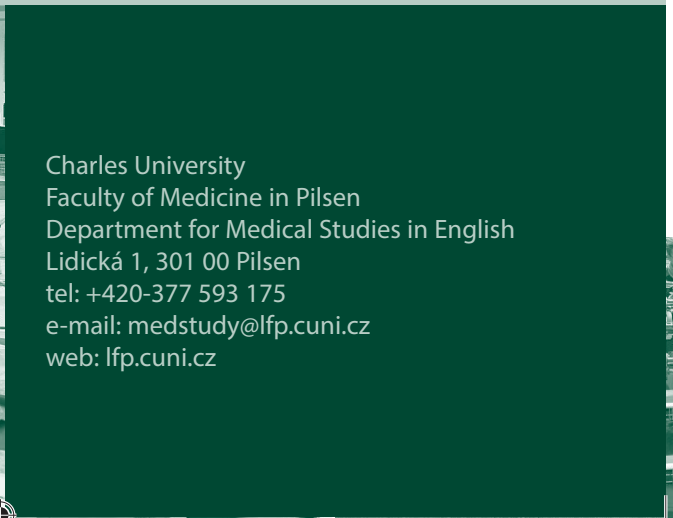 Charles University
Faculty of Medicine in Pilsen
Department for Medical Studies in English
Lidická 1, 301 00 Pilsen
tel: +420-377 593 175
e-mail: medstudy@lfp.cuni.cz
web: lfp.cuni.cz